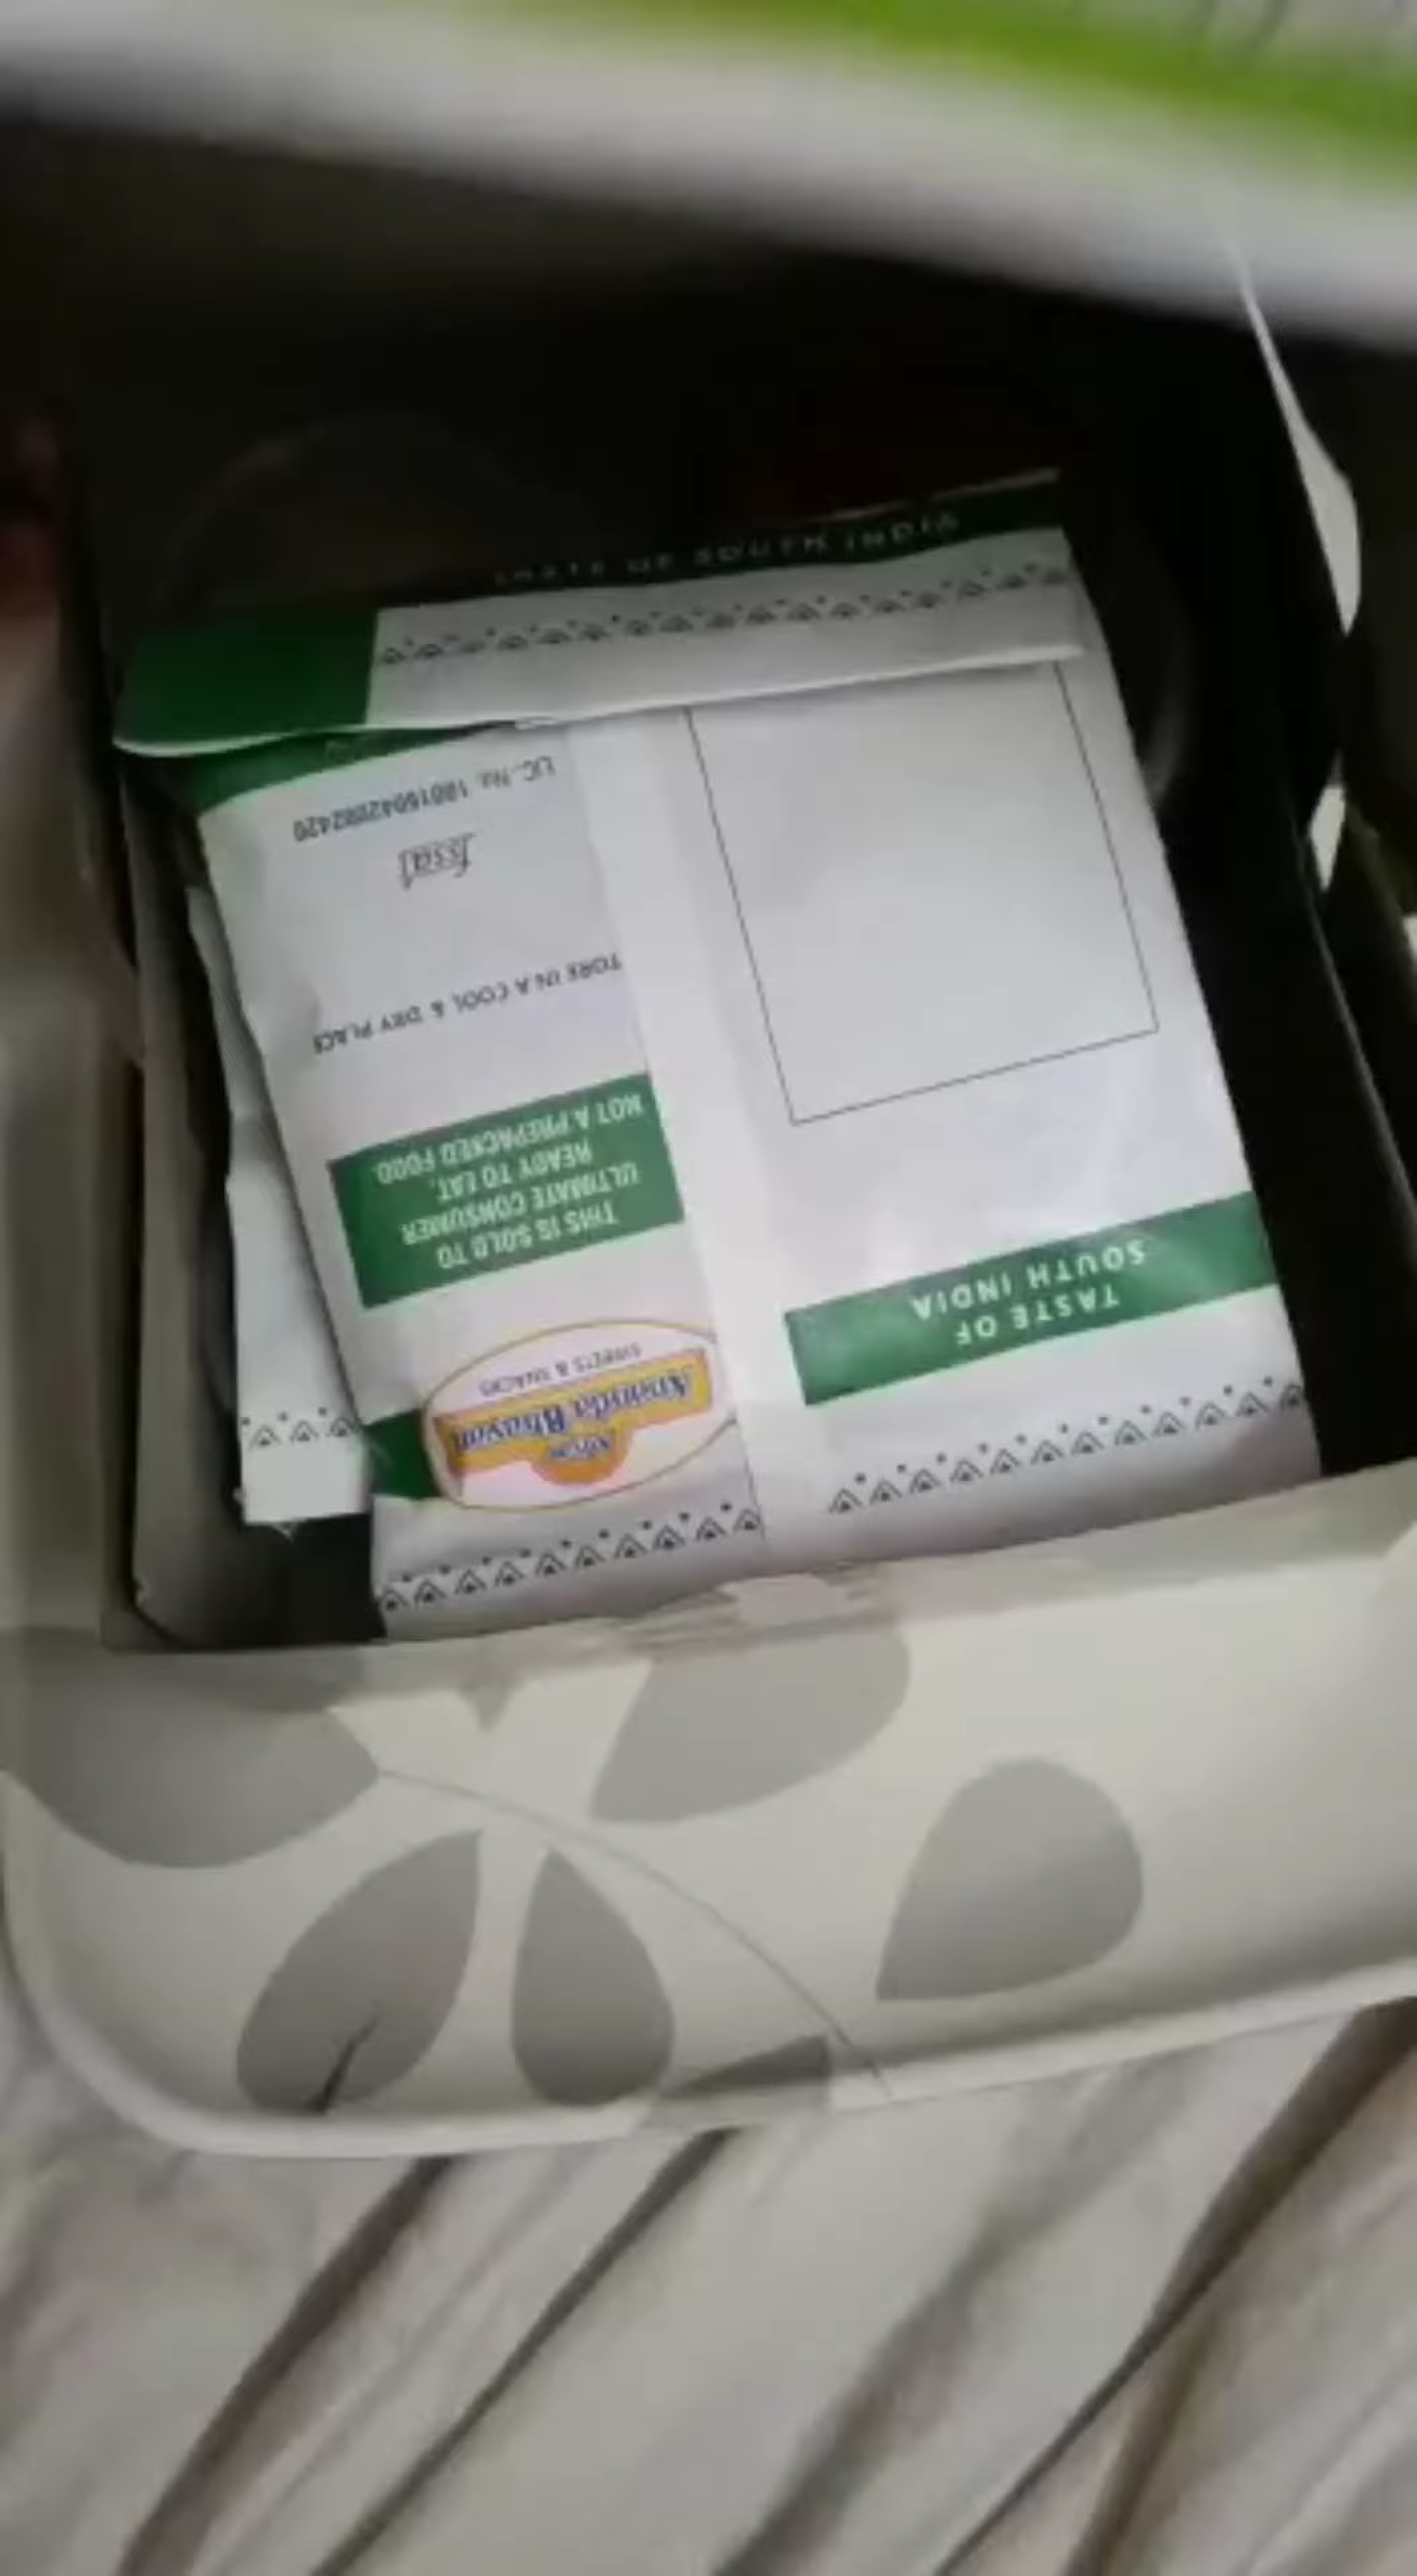 TASTE OF SOUTH INDIA
TASTE OF
SOUTH INDIA
Ananda Bhavan
SWEETS & SNACKS
THIS IS SOLD TO
ULTIMATE CONSUMER
READY TO EAT.
NOT A PREPACKED FOOD.
TORE IN A COOL & DRY PLACE
fssai
LIC. No.